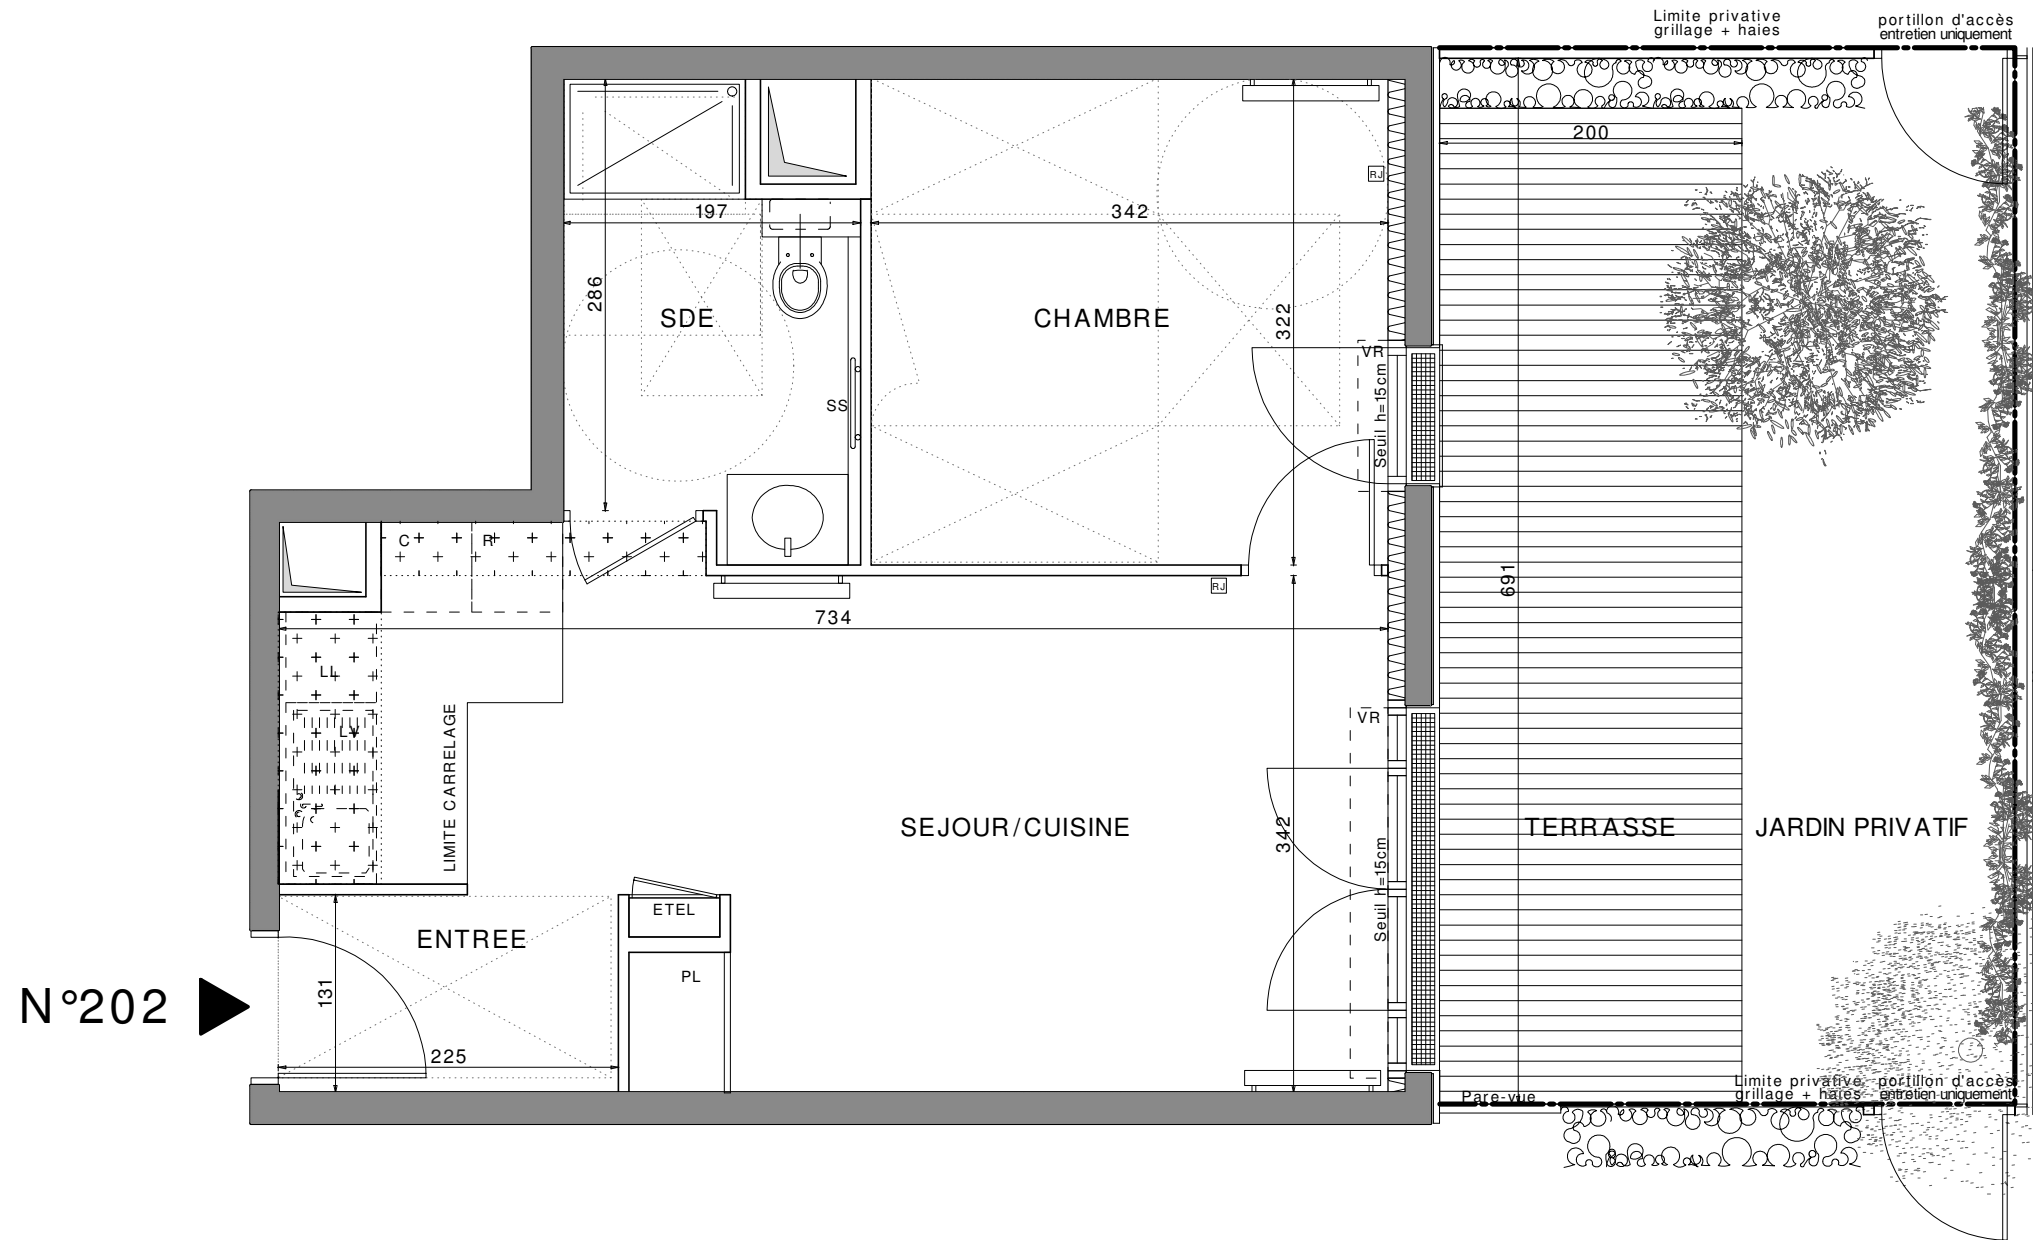 Limite privative
grillage + haies
portillon d'accès
entretien uniquement
200
RJ
197
342
286
SDE
CHAMBRE
322
VR
Seuil h=15cm
SS
C
R
RJ
691
734
LL
LV
VR
LIMITE CARRELAGE
SEJOUR/CUISINE
342
TERRASSE
JARDIN PRIVATIF
Seuil h=15cm
ETEL
ENTREE
PL
N°202
131
225
Pare-vue
Limite privative
grillage + haies
portillon d'accès
entretien uniquement